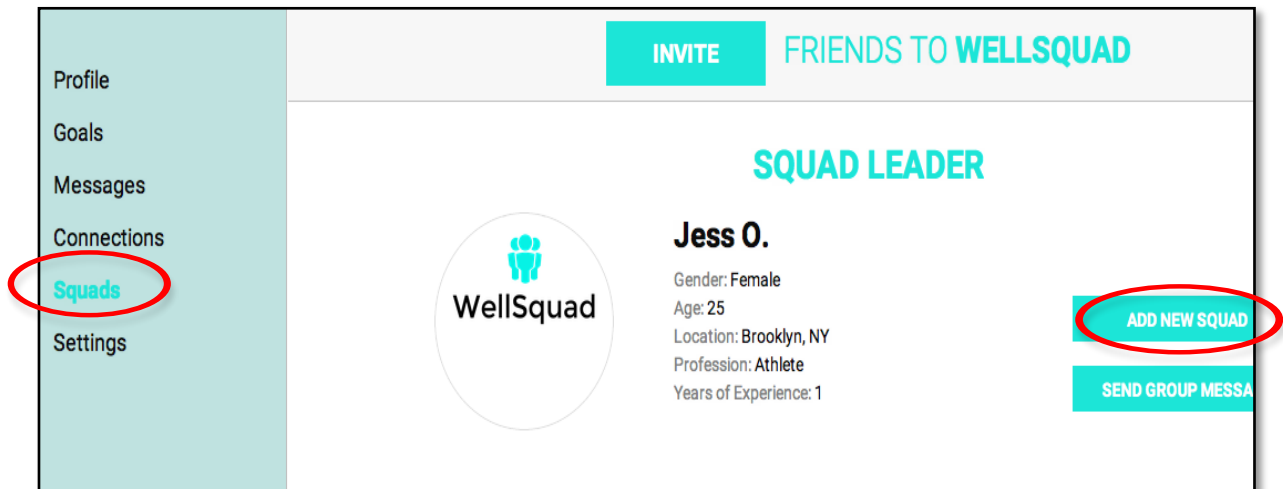 Profile
Goals
Messages
Connections
Squads
Settings
INVITE FRIENDS TO WELLSQUAD
SQUAD LEADER
WellSquad
Jess O.
Gender: Female
Age: 25
Location: Brooklyn, NY
Profession: Athlete
Years of Experience: 1
ADD NEW SQUAD
SEND GROUP MESSA